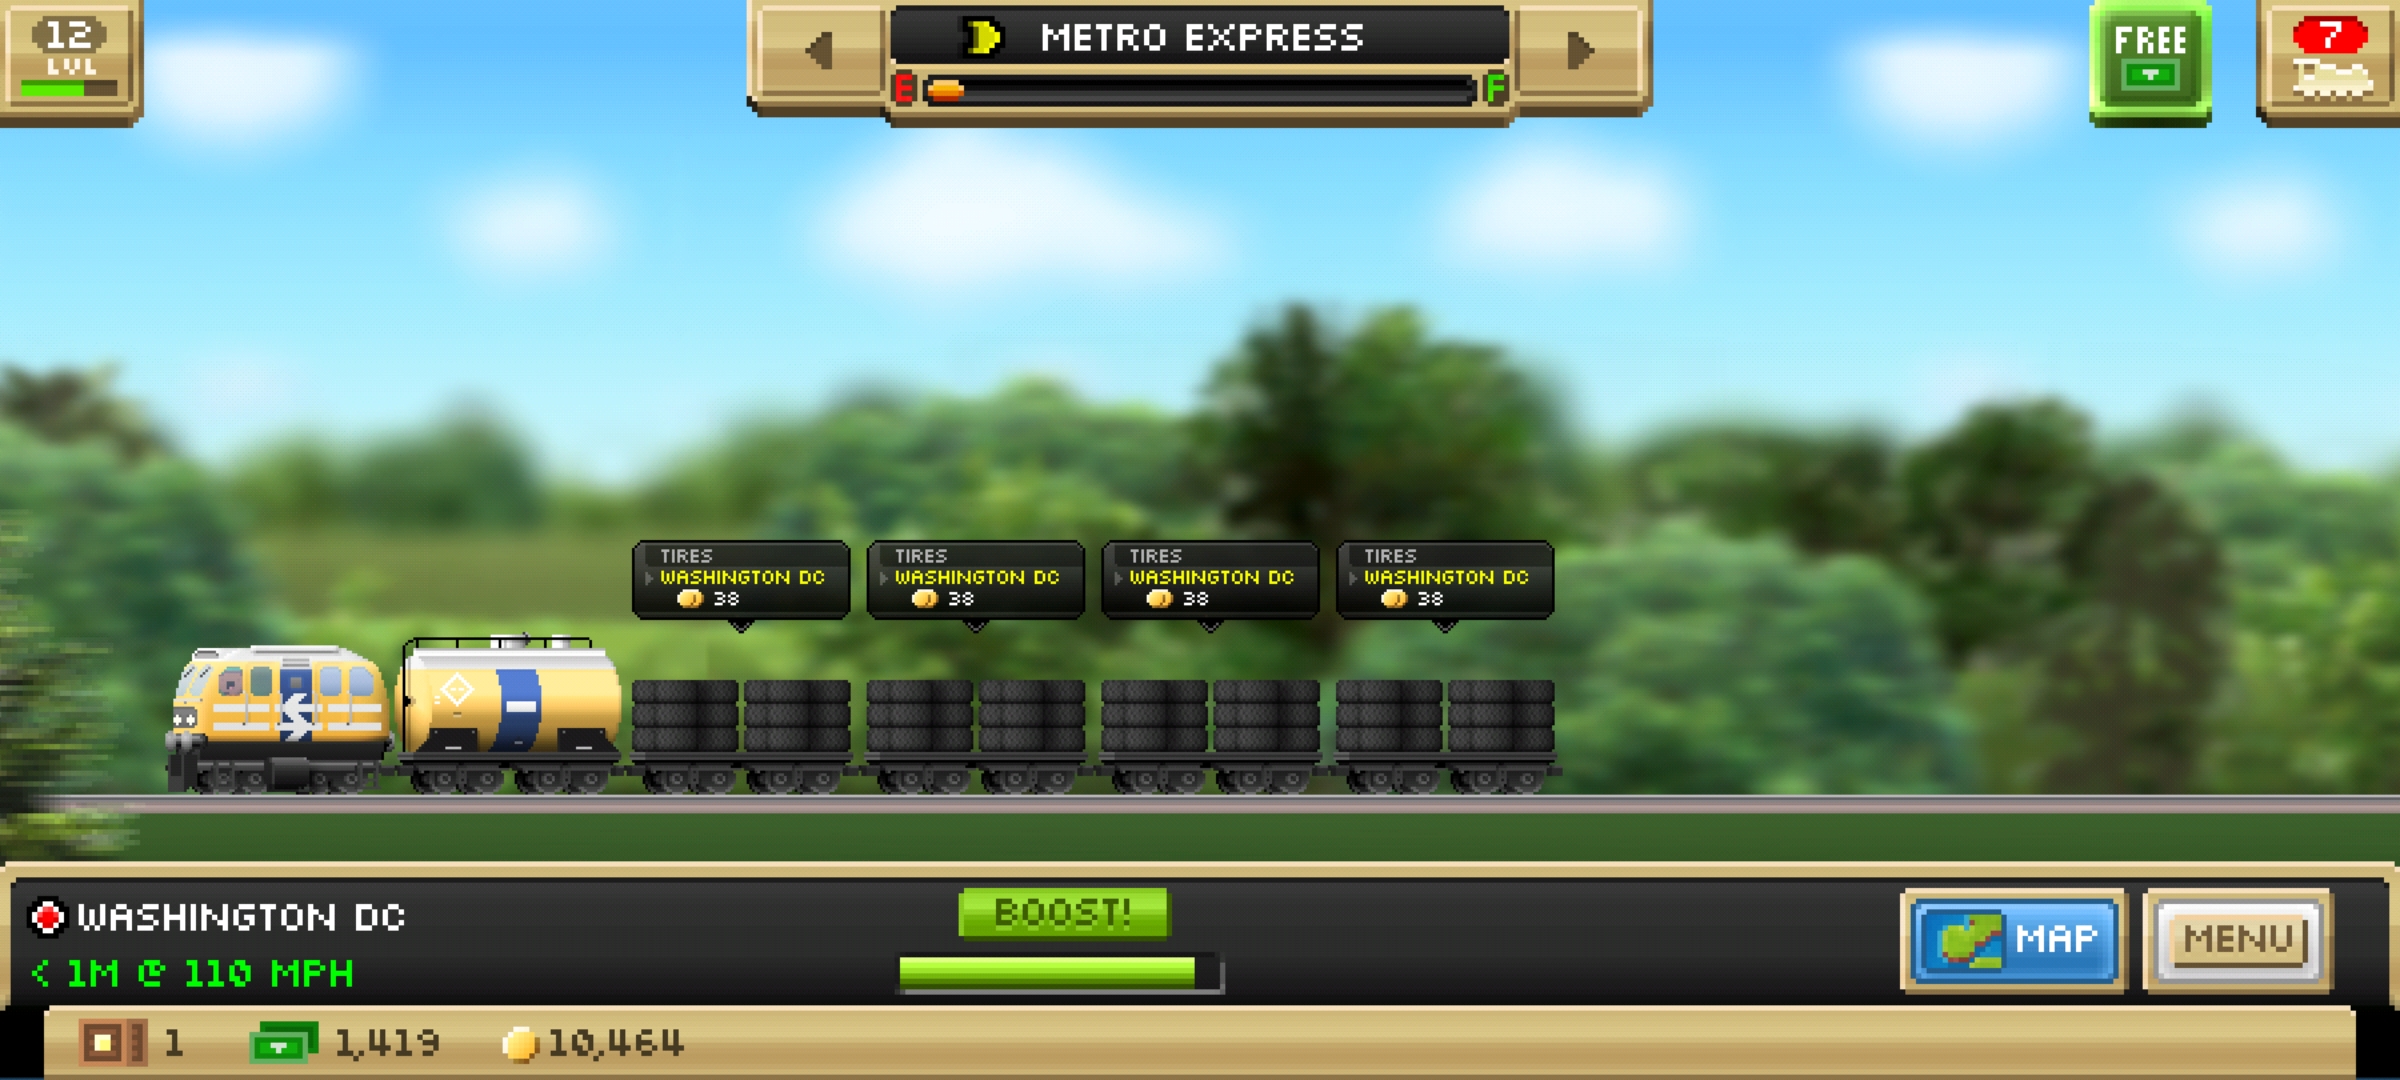 12
LVL
METRO EXPRESS
E F
FREE
7
TIRES
WASHINGTON DC
38
TIRES
WASHINGTON DC
38
TIRES
WASHINGTON DC
38
TIRES
WASHINGTON DC
38
WASHINGTON DC
< 1M @ 110 MPH
BOOST!
MAP
MENU
1
1,419
10,464